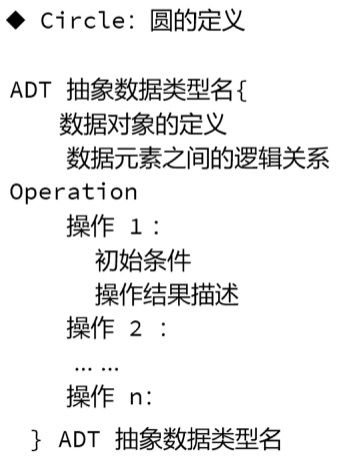 ◆ Circle: 圆的定义
ADT 抽象数据类型名{
数据对象的定义
数据元素之间的逻辑关系
Operation
操作 1：
初始条件
操作结果描述
操作 2 ：
……
操作 n：
} ADT 抽象数据类型名